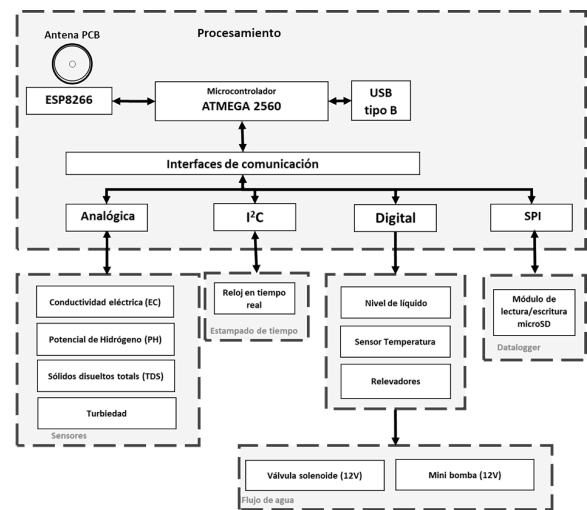 Procesamiento
Antena PCB
ESP8266
Microcontrolador
ATMEGA 2560
USB
tipo B
Interfaces de comunicación
Analógica
I²C
Digital
SPI
Conductividad eléctrica (EC)
Potencial de Hidrógeno (PH)
Sólidos disueltos totals (TDS)
Turbiedad
Sensores
Reloj en tiempo
real
Estampado de tiempo
Nivel de líquido
Sensor Temperatura
Relevadores
Módulo de
lectura/escritura
microSD
Datalogger
Válvula solenoide (12V)
Mini bomba (12V)
Flujo de agua